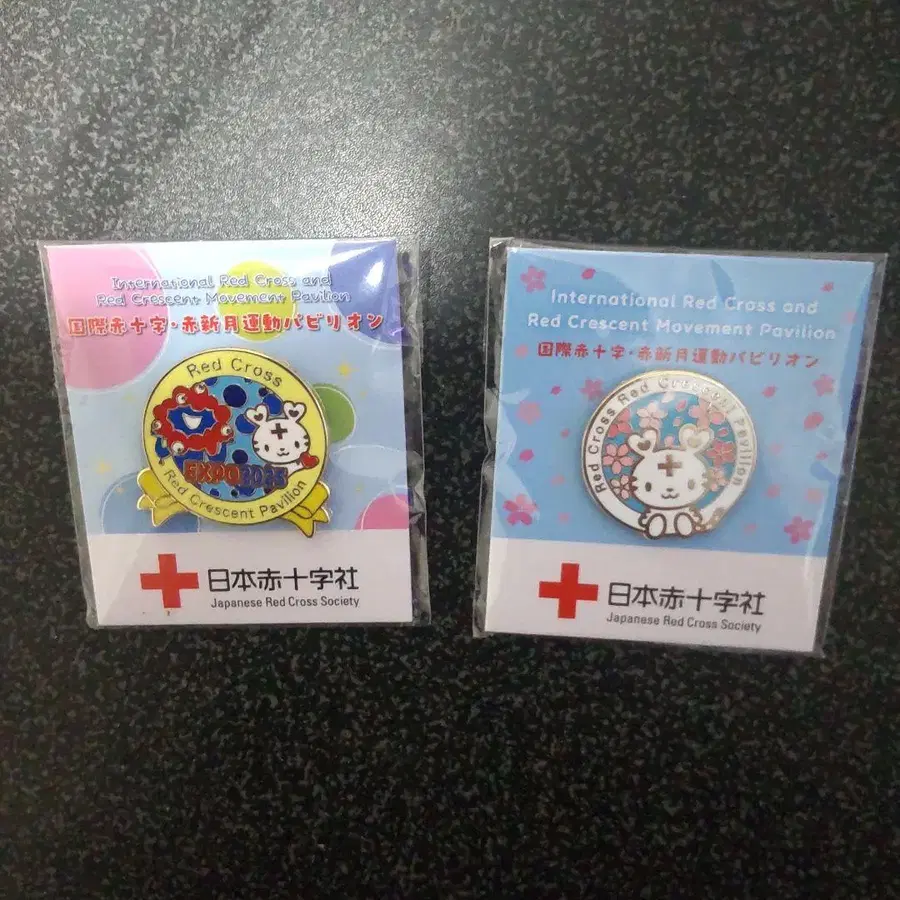 International Red Cross and
Red Crescent Movement Pavilion
国際赤十字・赤新月運動パビリオン
Red Cross
EXPO2025
Red Crescent Pavilion
日本赤十字社
Japanese Red Cross Society
International Red Cross and
Red Crescent Movement Pavilion
国際赤十字・赤新月運動パビリオン
Red Cross Red Crescent Pavilion
日本赤十字社
Japanese Red Cross Society